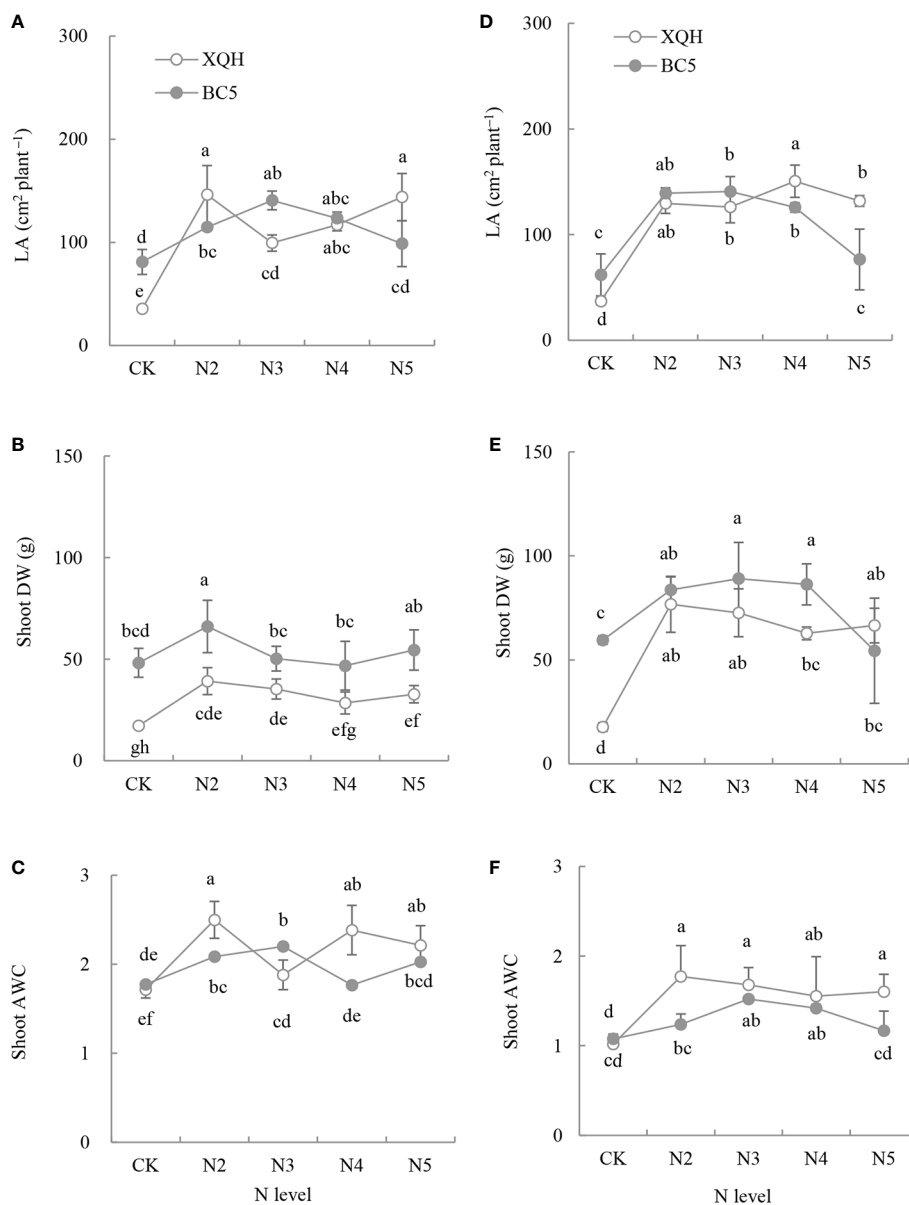 A
300
XQH
BC5
a
ab
abc
a
200
LA (cm² plant⁻¹)
100
d
bc
abc
e
cd
cd
0
CK N2 N3 N4 N5
B
150
Shoot DW (g)
100
a
bcd
bc
bc
ab
50
gh
cde
de
efg
ef
0
CK N2 N3 N4 N5
C
3
a
ab
ab
de
b
2
Shoot AWC
ef
bc
cd
de
bcd
1
0
CK N2 N3 N4 N5
N level
D
300
XQH
BC5
200
LA (cm² plant⁻¹)
ab
b
a
b
100
c
ab
b
b
d
c
0
CK N2 N3 N4 N5
E
150
Shoot DW (g)
ab
a
a
ab
100
c
50
ab
ab
bc
bc
d
0
CK N2 N3 N4 N5
F
3
2
Shoot AWC
a
a
ab
a
d
1
cd
bc
ab
ab
cd
0
CK N2 N3 N4 N5
N level